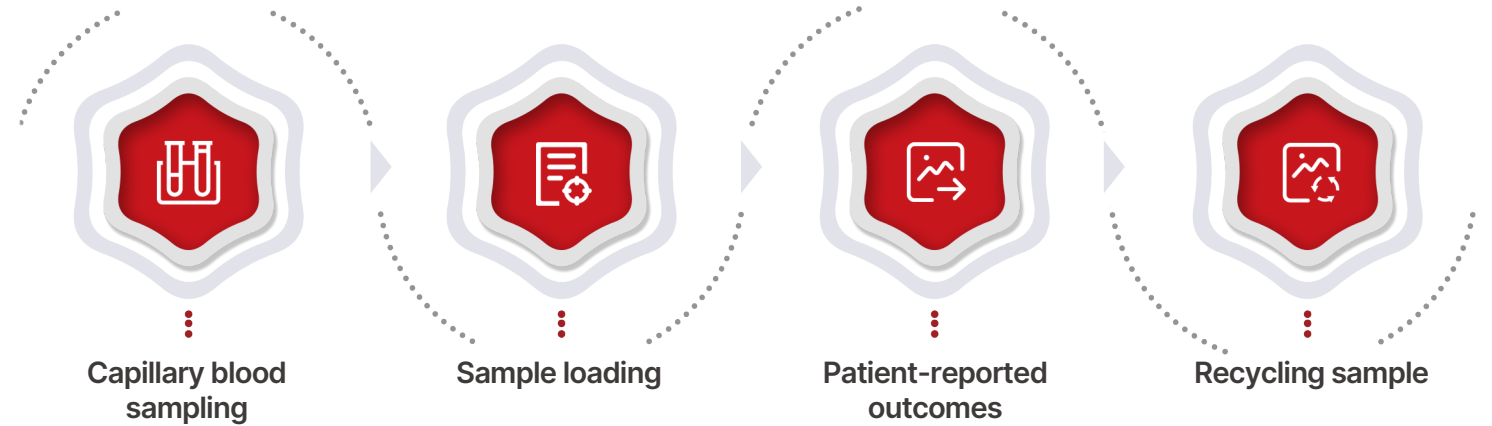 Capillary blood
sampling
Sample loading
Patient-reported
outcomes
Recycling sample